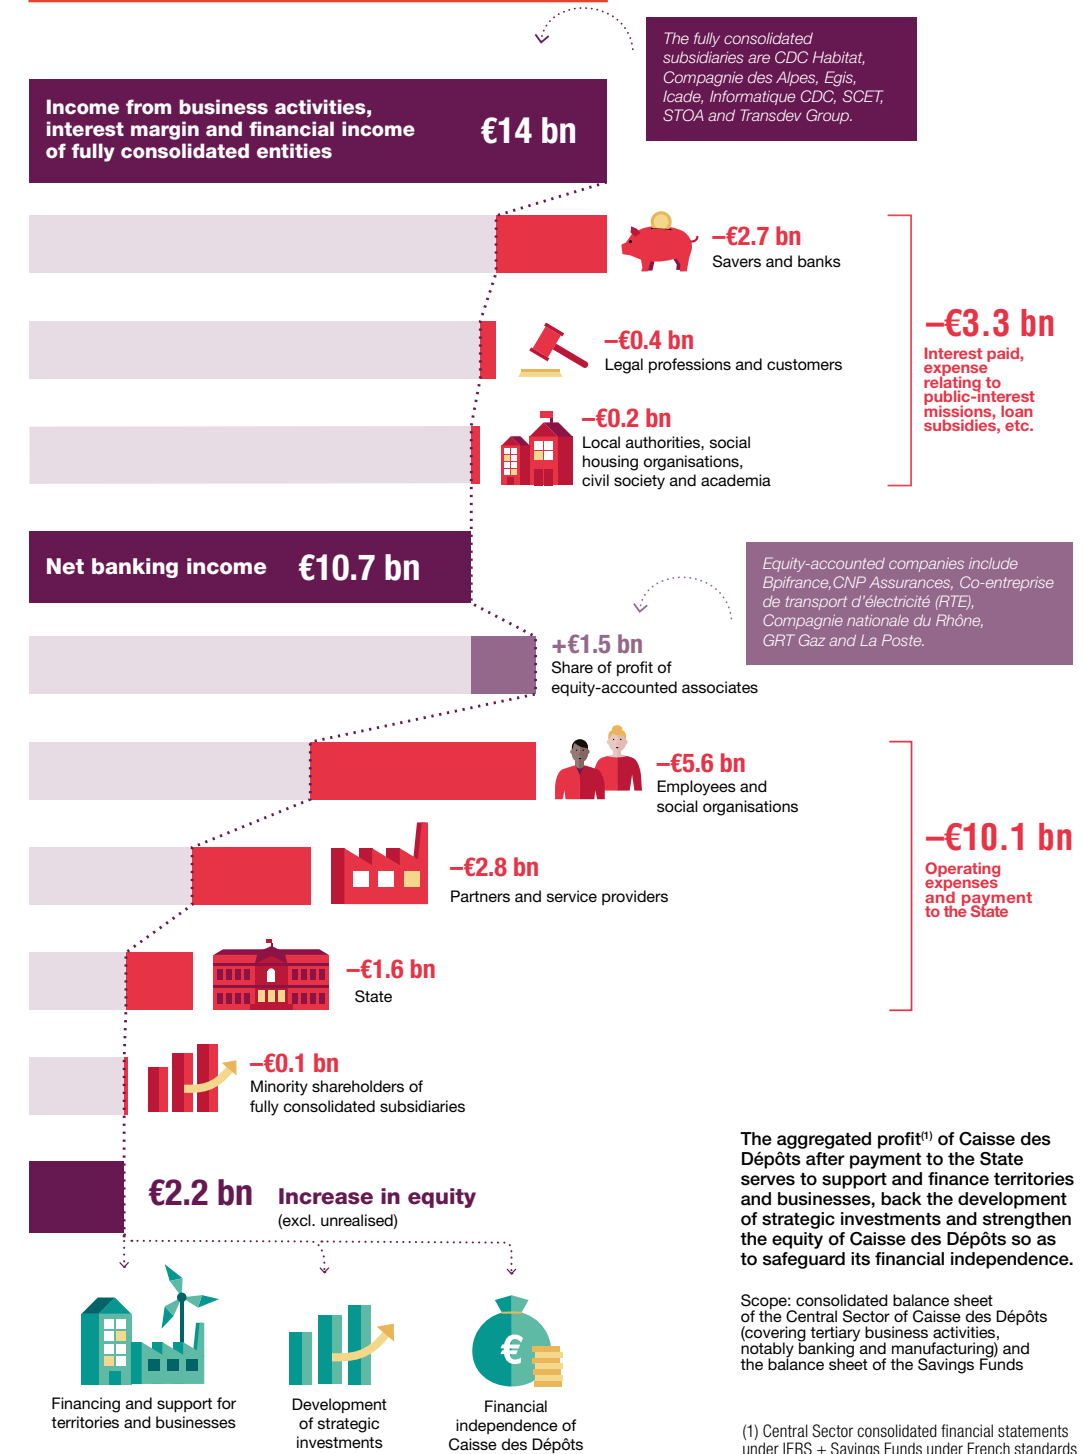 The fully consolidated
subsidiaries are CDC Habitat,
Compagnie des Alpes, Egis,
Icade, Informatique CDC, SCET,
STOA and Transdev Group.
Income from business activities,
interest margin and financial income
of fully consolidated entities
€14 bn
–€2.7 bn
Savers and banks
–€0.4 bn
Legal professions and customers
–€0.2 bn
Local authorities, social
housing organisations,
civil society and academia
–€3.3 bn
Interest paid,
expense
relating to
public-interest
missions, loan
subsidies, etc.
Net banking income €10.7 bn
Equity-accounted companies include
Bpifrance,CNP Assurances, Co-entreprise
de transport d'électricité (RTE),
Compagnie nationale du Rhône,
GRT Gaz and La Poste.
+€1.5 bn
Share of profit of
equity-accounted associates
–€5.6 bn
Employees and
social organisations
–€2.8 bn
Partners and service providers
–€1.6 bn
State
–€10.1 bn
Operating
expenses
and payment
to the State
–€0.1 bn
Minority shareholders of
fully consolidated subsidiaries
€2.2 bn Increase in equity
(excl. unrealised)
€
Financing and support for
territories and businesses
Development
of strategic
investments
Financial
independence of
Caisse des Dépôts
The aggregated profit(1) of Caisse des
Dépôts after payment to the State
serves to support and finance territories
and businesses, back the development
of strategic investments and strengthen
the equity of Caisse des Dépôts so as
to safeguard its financial independence.
Scope: consolidated balance sheet
of the Central Sector of Caisse des Dépôts
(covering tertiary business activities,
notably banking and manufacturing) and
the balance sheet of the Savings Funds
(1) Central Sector consolidated financial statements
under IFRS + Savings Funds under French standards